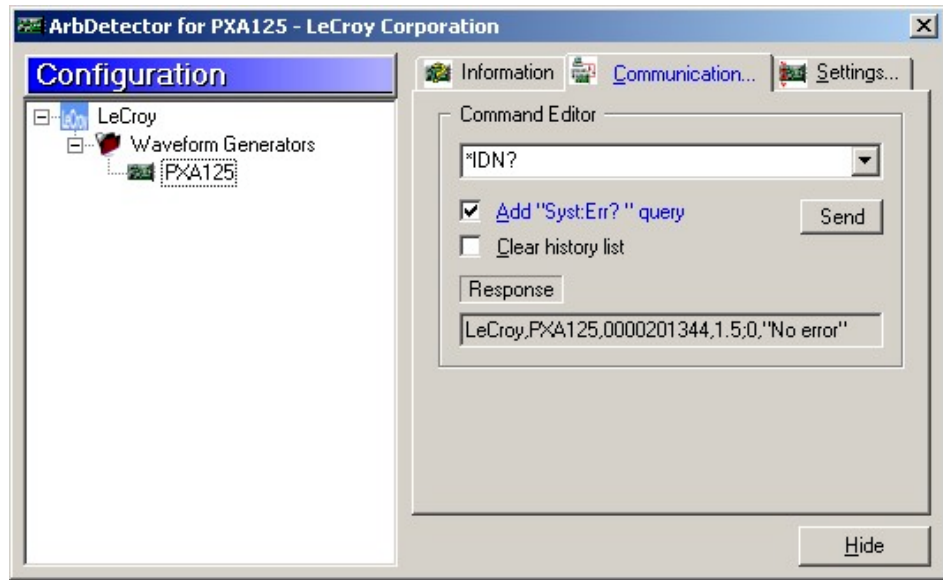 ArbDetector for PXA125 - LeCroy Corporation
Configuration
LeCroy
LeCroy
Waveform Generators
PXA125
Information
Communication...
Settings...
Command Editor
*IDN?
Add "Syst:Err? " query
Send
Clear history list
Response
LeCroy,PXA125,0000201344,1.5;0,"No error"
Hide